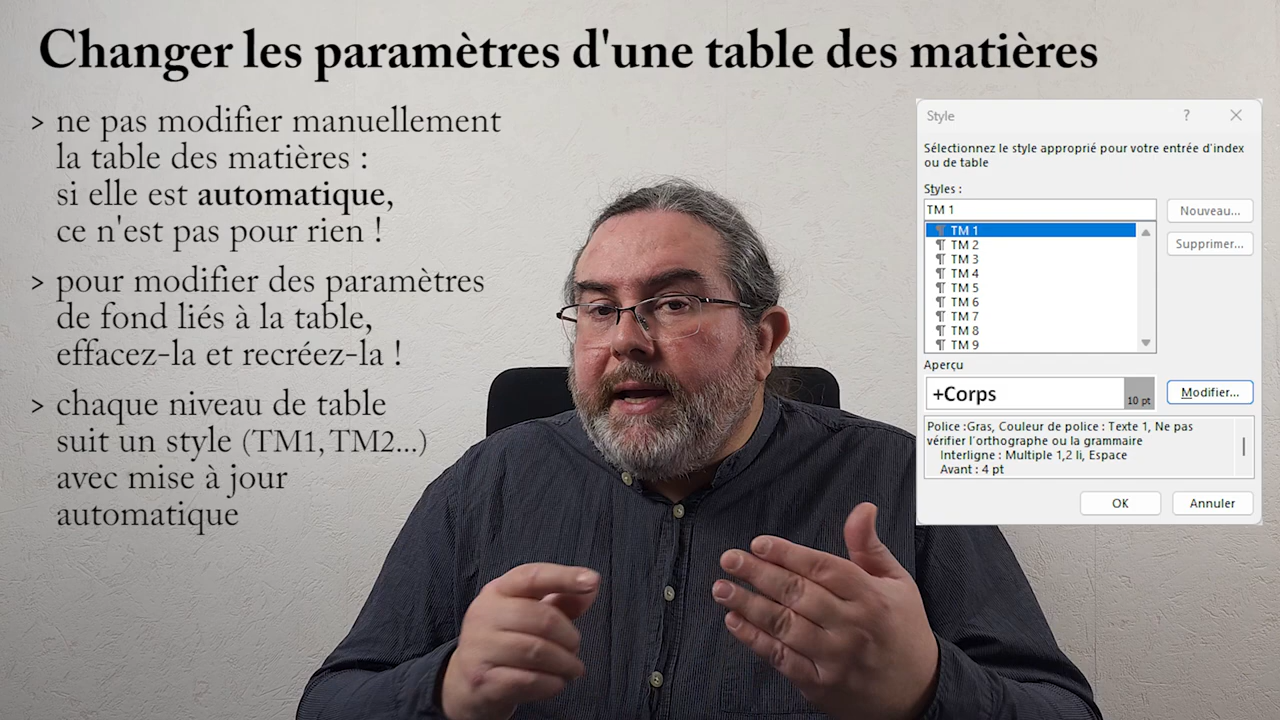 Changer les paramètres d'une table des matières
> ne pas modifier manuellement
la table des matières :
si elle est automatique,
ce n'est pas pour rien !
> pour modifier des paramètres
de fond liés à la table,
effacez-la et recréez-la !
> chaque niveau de table
suit un style (TM1, TM2...)
avec mise à jour
automatique
Style
?
Sélectionnez le style approprié pour votre entrée d'index
ou de table
Styles :
TM 1
Nouveau...
Supprimer...
¶ TM 1
¶ TM 2
¶ TM 3
¶ TM 4
¶ TM 5
¶ TM 6
¶ TM 7
¶ TM 8
¶ TM 9
Aperçu
+Corps
10 pt
Modifier...
Police :Gras, Couleur de police : Texte 1, Ne pas
vérifier l'orthographe ou la grammaire
Interligne : Multiple 1,2 li, Espace
Avant : 4 pt
OK
Annuler